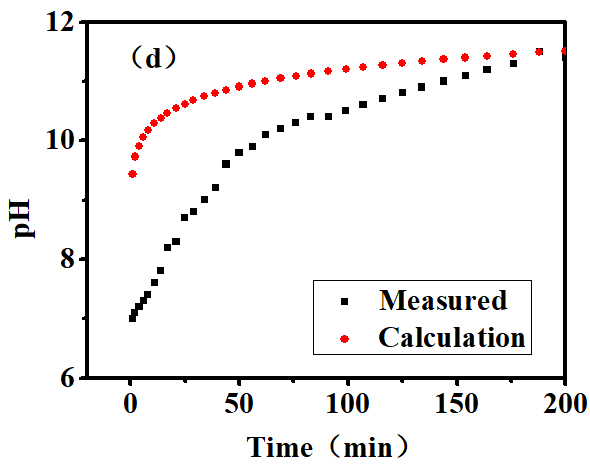 12
（d）
10
pH
8
Measured
Calculation
6
0 50 100 150 200
Time（min）